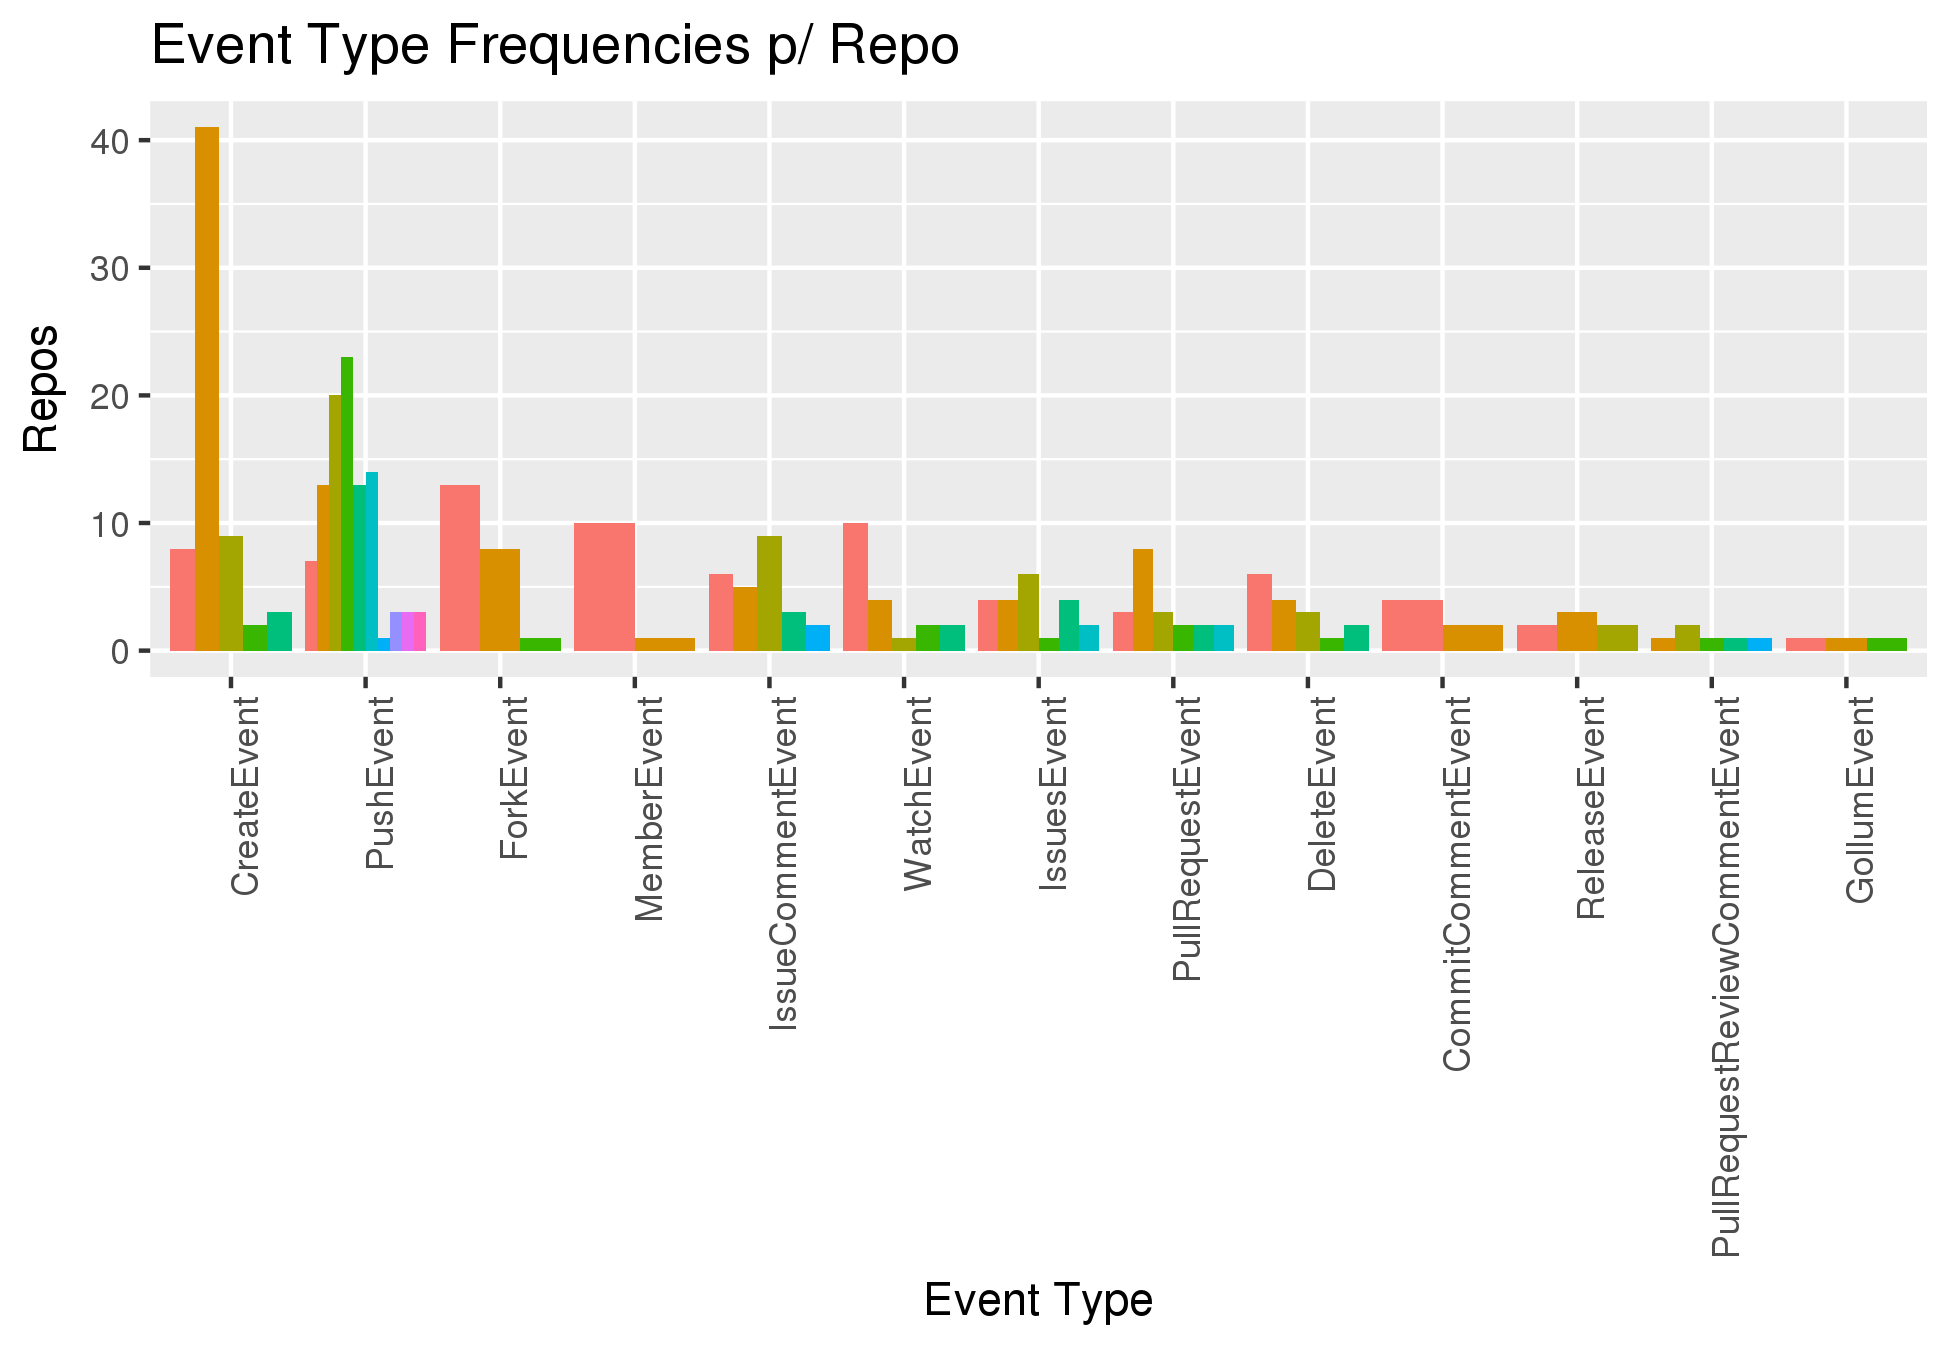 Event Type Frequencies p/ Repo
40
30
20
10
0
Repos
CreateEvent
PushEvent
ForkEvent
MemberEvent
IssueCommentEvent
WatchEvent
IssuesEvent
PullRequestEvent
DeleteEvent
CommitCommentEvent
ReleaseEvent
PullRequestReviewCommentEvent
GollumEvent
Event Type